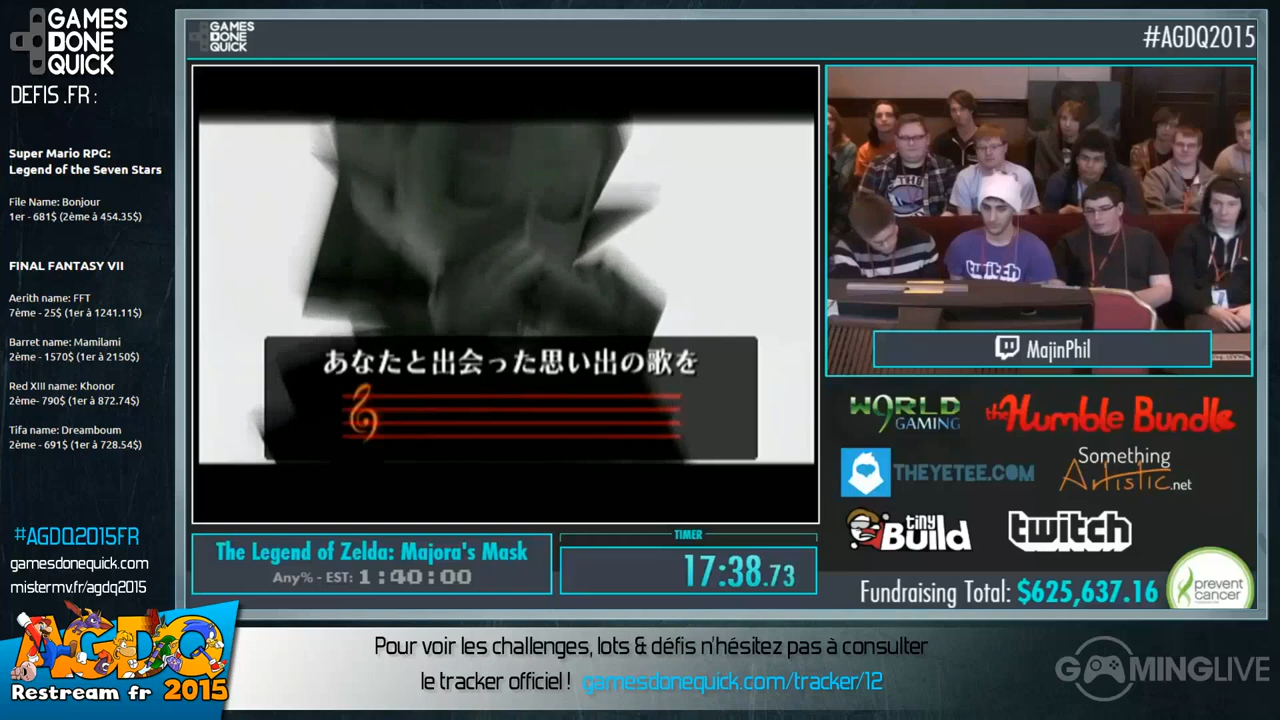 GAMES
DONE
QUICK
DEFIS .FR :
Super Mario RPG:
Legend of the Seven Stars
File Name: Bonjour
1er - 681$ (2ème à 454.35$)
FINAL FANTASY VII
Aerith name: FFT
7ème - 25$ (1er à 1241.11$)
Barret name: Mamilami
2ème - 1570$ (1er à 2150$)
Red XIII name: Khonor
2ème- 790$ (1er à 872.74$)
Tifa name: Dreamboum
2ème - 691$ (1er à 728.54$)
#AGDQ2015FR
gamesdonequick.com
mistermv.fr/agdq2015
AGDQ
Restream fr 2015
GAMES
DONE
QUICK
#AGDQ2015
あなたと出会った思い出の歌を
twitch
MajinPhil
WORLD
GAMING
the Humble Bundle
THEYETEE.COM
Something
Artistic.net
tiny
Build
twitch
The Legend of Zelda: Majora's Mask
Any% - EST: 1:40:00
TIMER
17:38.73
Fundraising Total: $625,637.16
prevent
cancer
Pour voir les challenges, lots & défis n'hésitez pas à consulter
le tracker officiel ! gamesdonequick.com/tracker/12
GAMINGLIVE